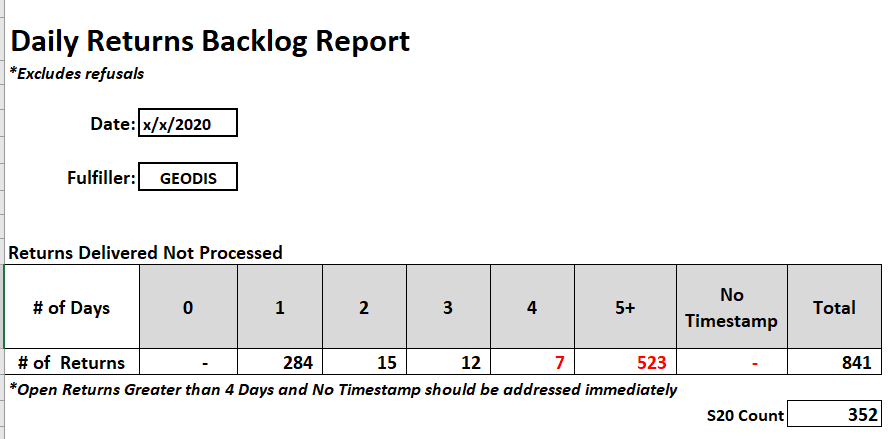 Daily Returns Backlog Report
*Excludes refusals
Date: x/x/2020
Fulfiller: GEODIS
Returns Delivered Not Processed
# of Days 0 1 2 3 4 5+ No Timestamp Total
# of Returns - 284 15 12 7 523 - 841
*Open Returns Greater than 4 Days and No Timestamp should be addressed immediately
S20 Count 352